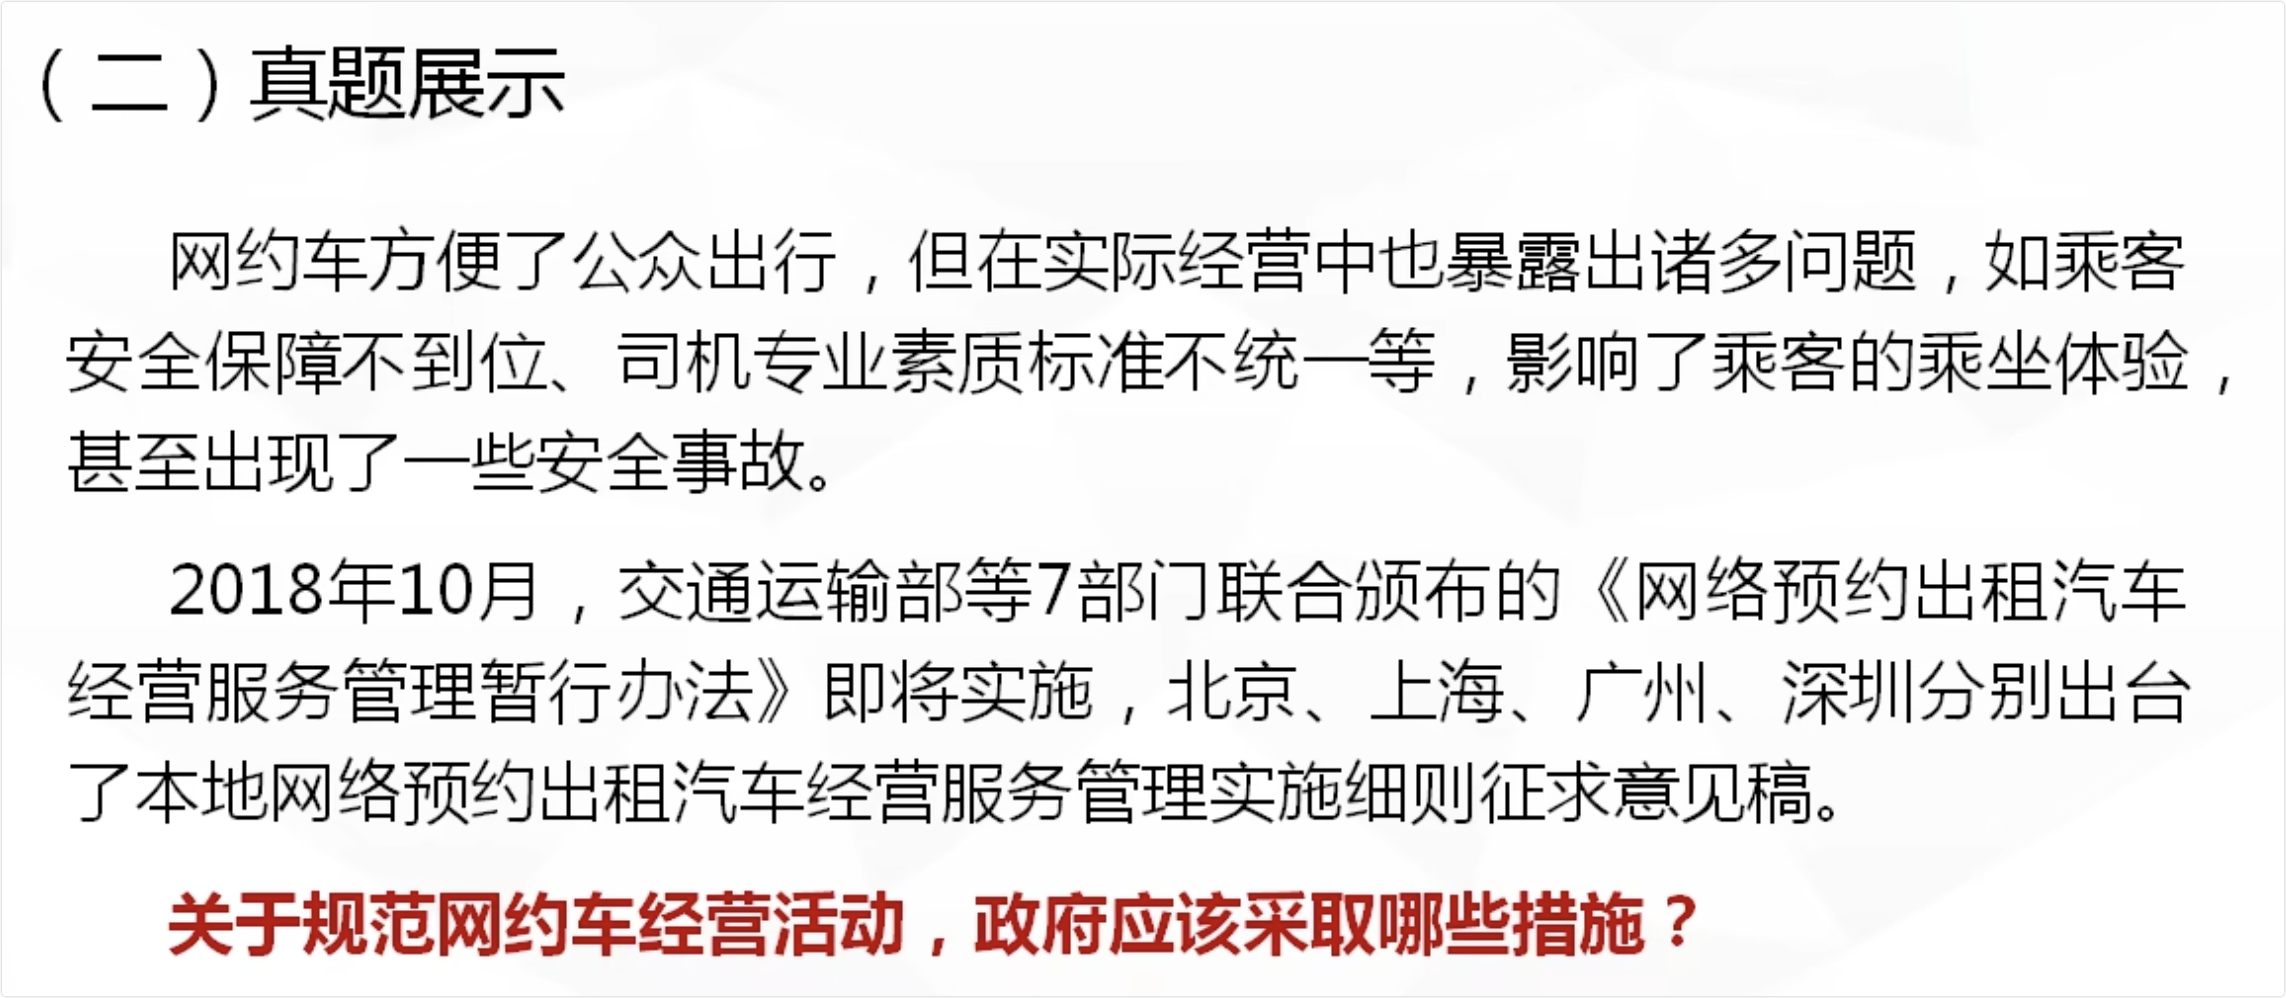 （二）真题展示
网约车方便了公众出行，但在实际经营中也暴露出诸多问题，如乘客
安全保障不到位、司机专业素质标准不统一等，影响了乘客的乘坐体验，
甚至出现了一些安全事故。
2018年10月，交通运输部等7部门联合颁布的《网络预约出租汽车
经营服务管理暂行办法》即将实施，北京、上海、广州、深圳分别出台
了本地网络预约出租汽车经营服务管理实施细则征求意见稿。
关于规范网约车经营活动，政府应该采取哪些措施？